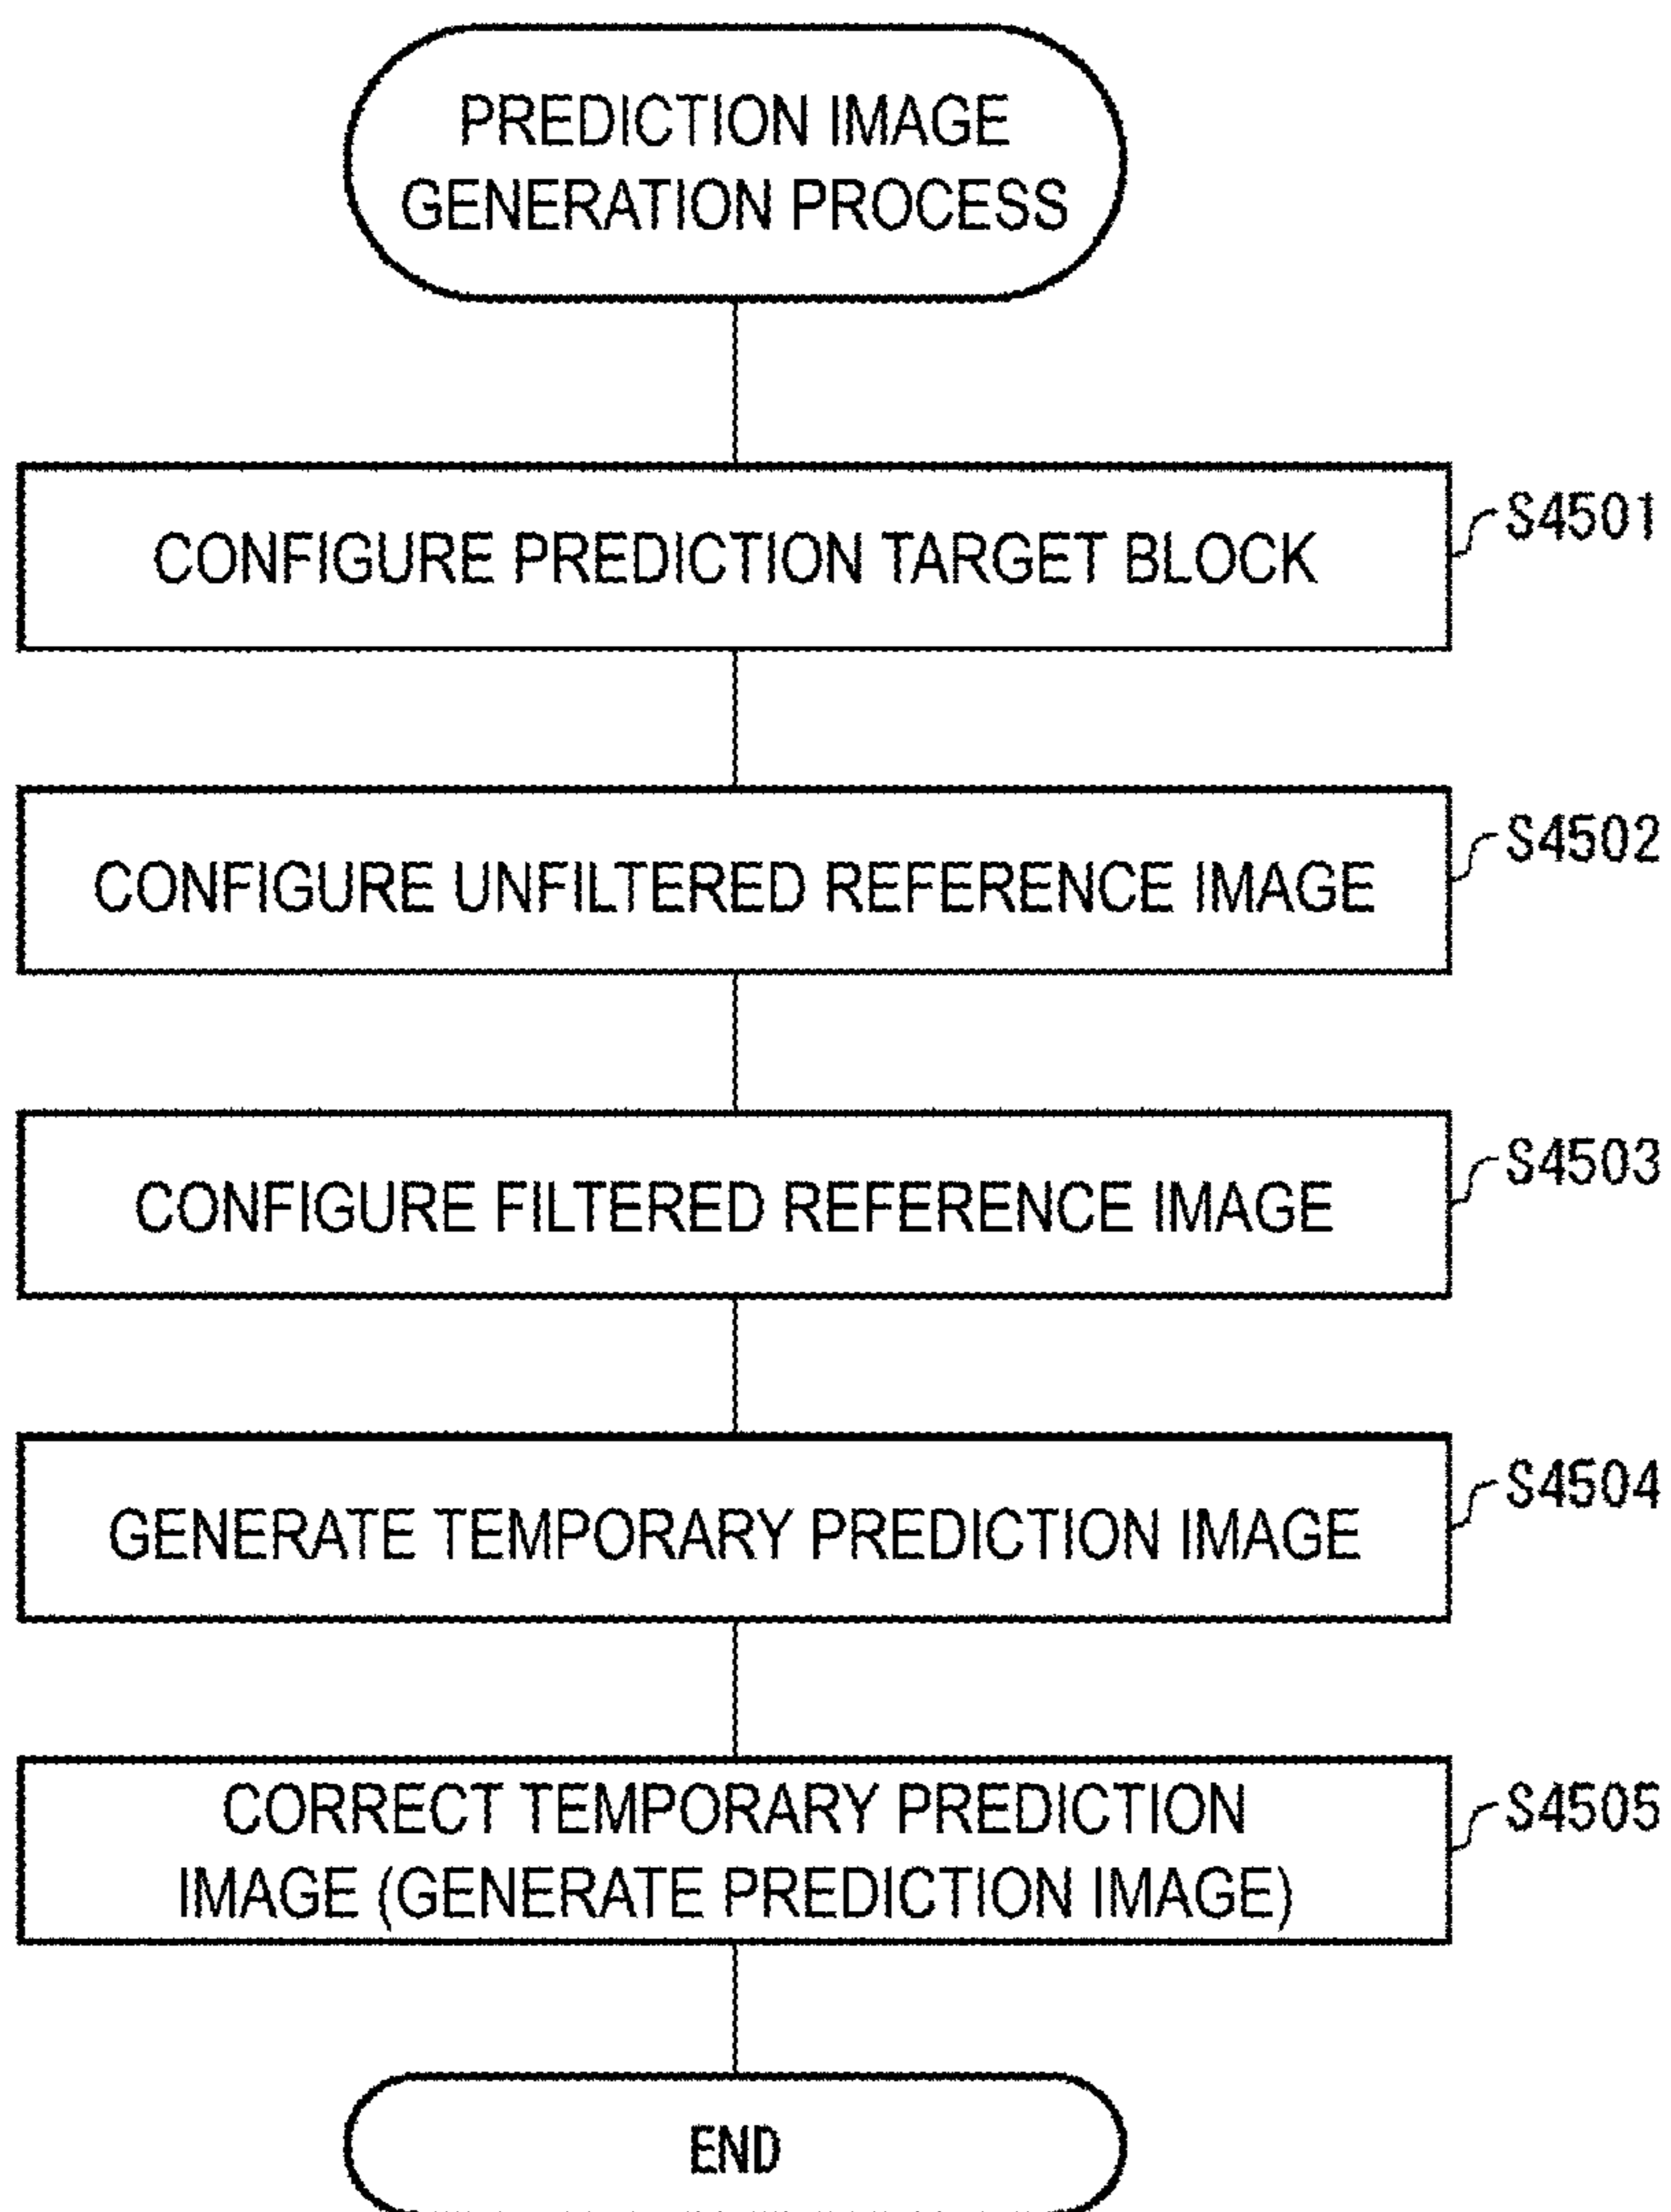 PREDICTION IMAGE
GENERATION PROCESS
CONFIGURE PREDICTION TARGET BLOCK
S4501
CONFIGURE UNFILTERED REFERENCE IMAGE
S4502
CONFIGURE FILTERED REFERENCE IMAGE
S4503
GENERATE TEMPORARY PREDICTION IMAGE
S4504
CORRECT TEMPORARY PREDICTION
IMAGE (GENERATE PREDICTION IMAGE)
S4505
END